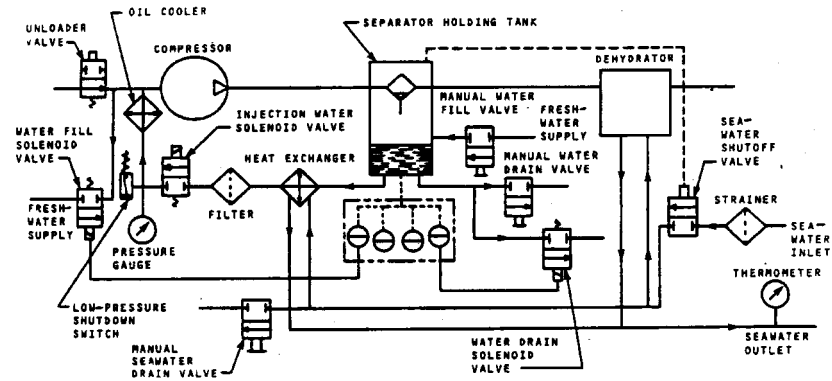 OIL COOLER
SEPARATOR HOLDING TANK
UNLOADER
VALVE
COMPRESSOR
DEHYDRATOR
MANUAL WATER
FILL VALVE
INJECTION WATER
SOLENOID VALVE
FRESH-
WATER
SUPPLY
WATER FILL
SOLENOID
VALVE
SEA-
WATER
SHUTOFF
VALVE
HEAT EXCHANGER
MANUAL WATER
DRAIN VALVE
STRAINER
FRESH-
WATER
SUPPLY
FILTER
SEA-
WATER
INLET
PRESSURE
GAUGE
THERMOMETER
LOW-PRESSURE
SHUTDOWN
SWITCH
MANUAL
SEAWATER
DRAIN VALVE
WATER DRAIN
SOLENOID
VALVE
SEAWATER
OUTLET